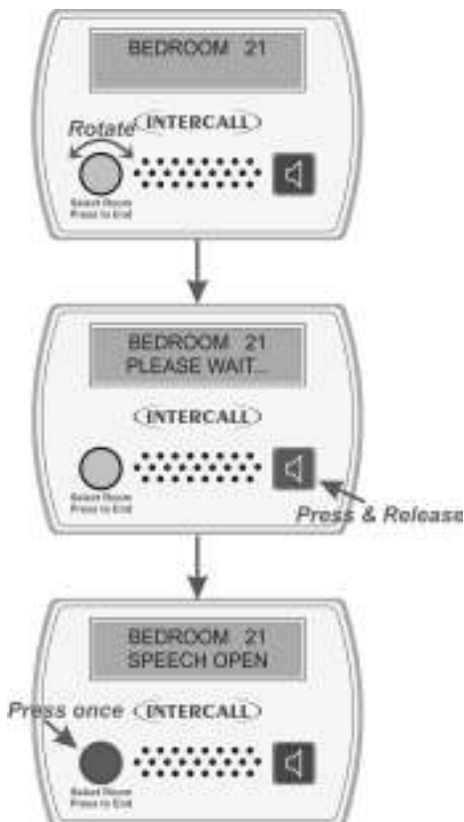 BEDROOM 21
INTERCALL
Rotate
Select Room
Press to End
BEDROOM 21
PLEASE WAIT...
INTERCALL
Select Room
Press to End
Press & Release
BEDROOM 21
SPEECH OPEN
Press once
INTERCALL
Select Room
Press to End